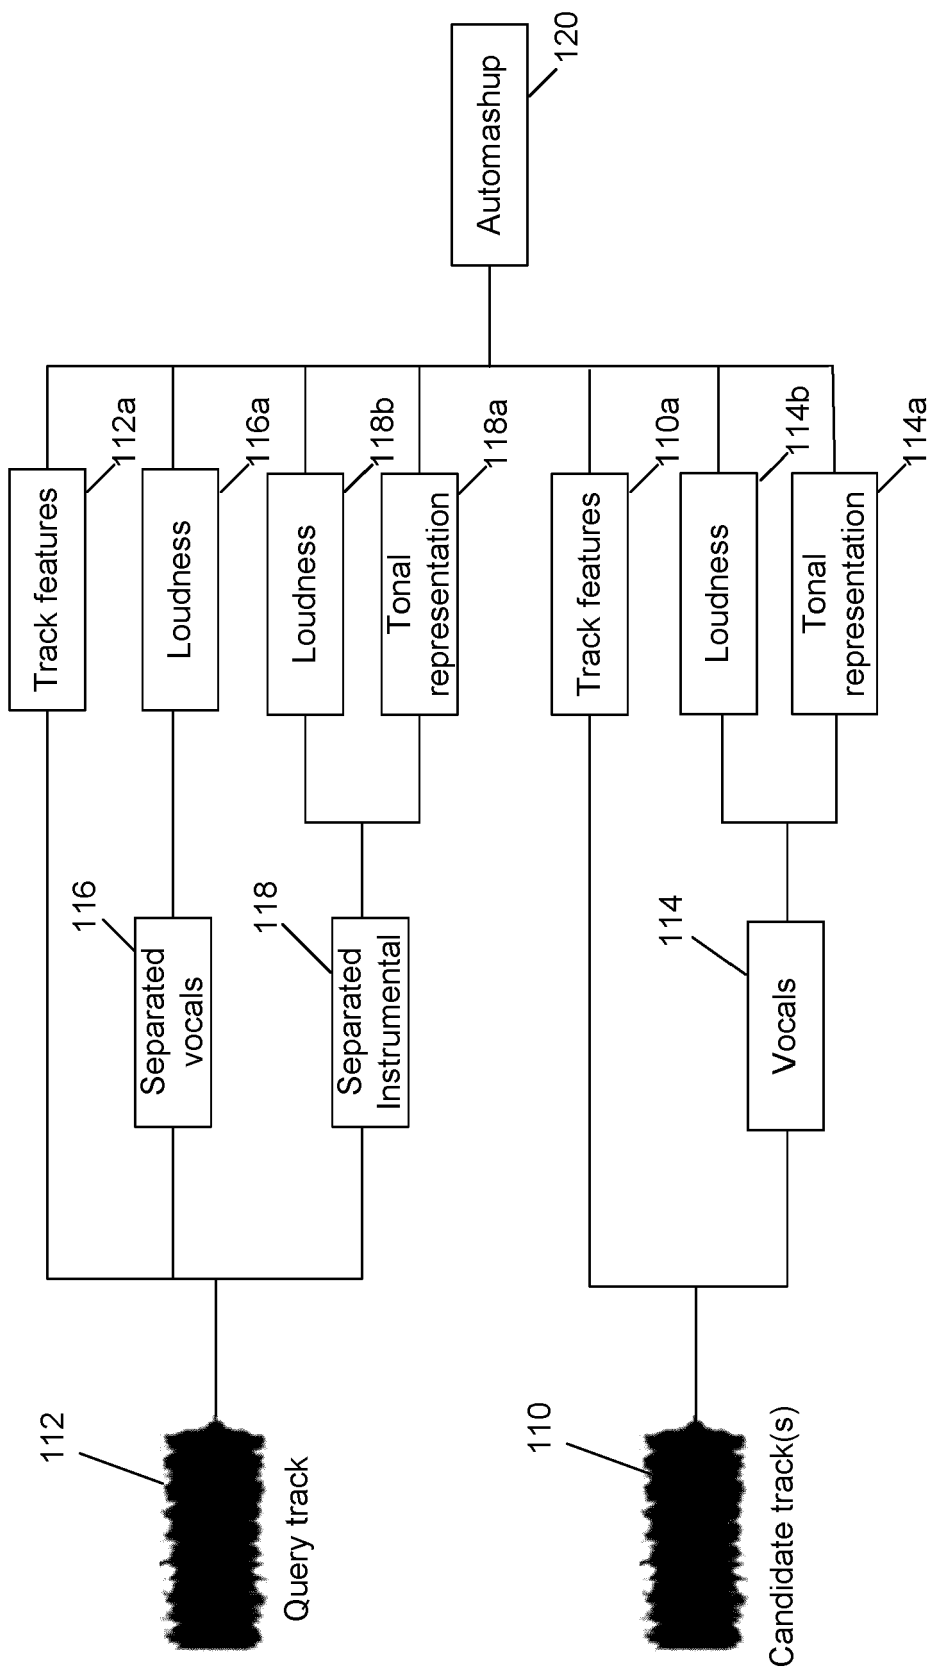 112
Query track
116
Separated
vocals
118
Separated
Instrumental
Track features
112a
Loudness
116a
Loudness
118b
Tonal
representation
118a
110
Candidate track(s)
114
Vocals
Track features
110a
Loudness
114b
Tonal
representation
114a
Automashup
120